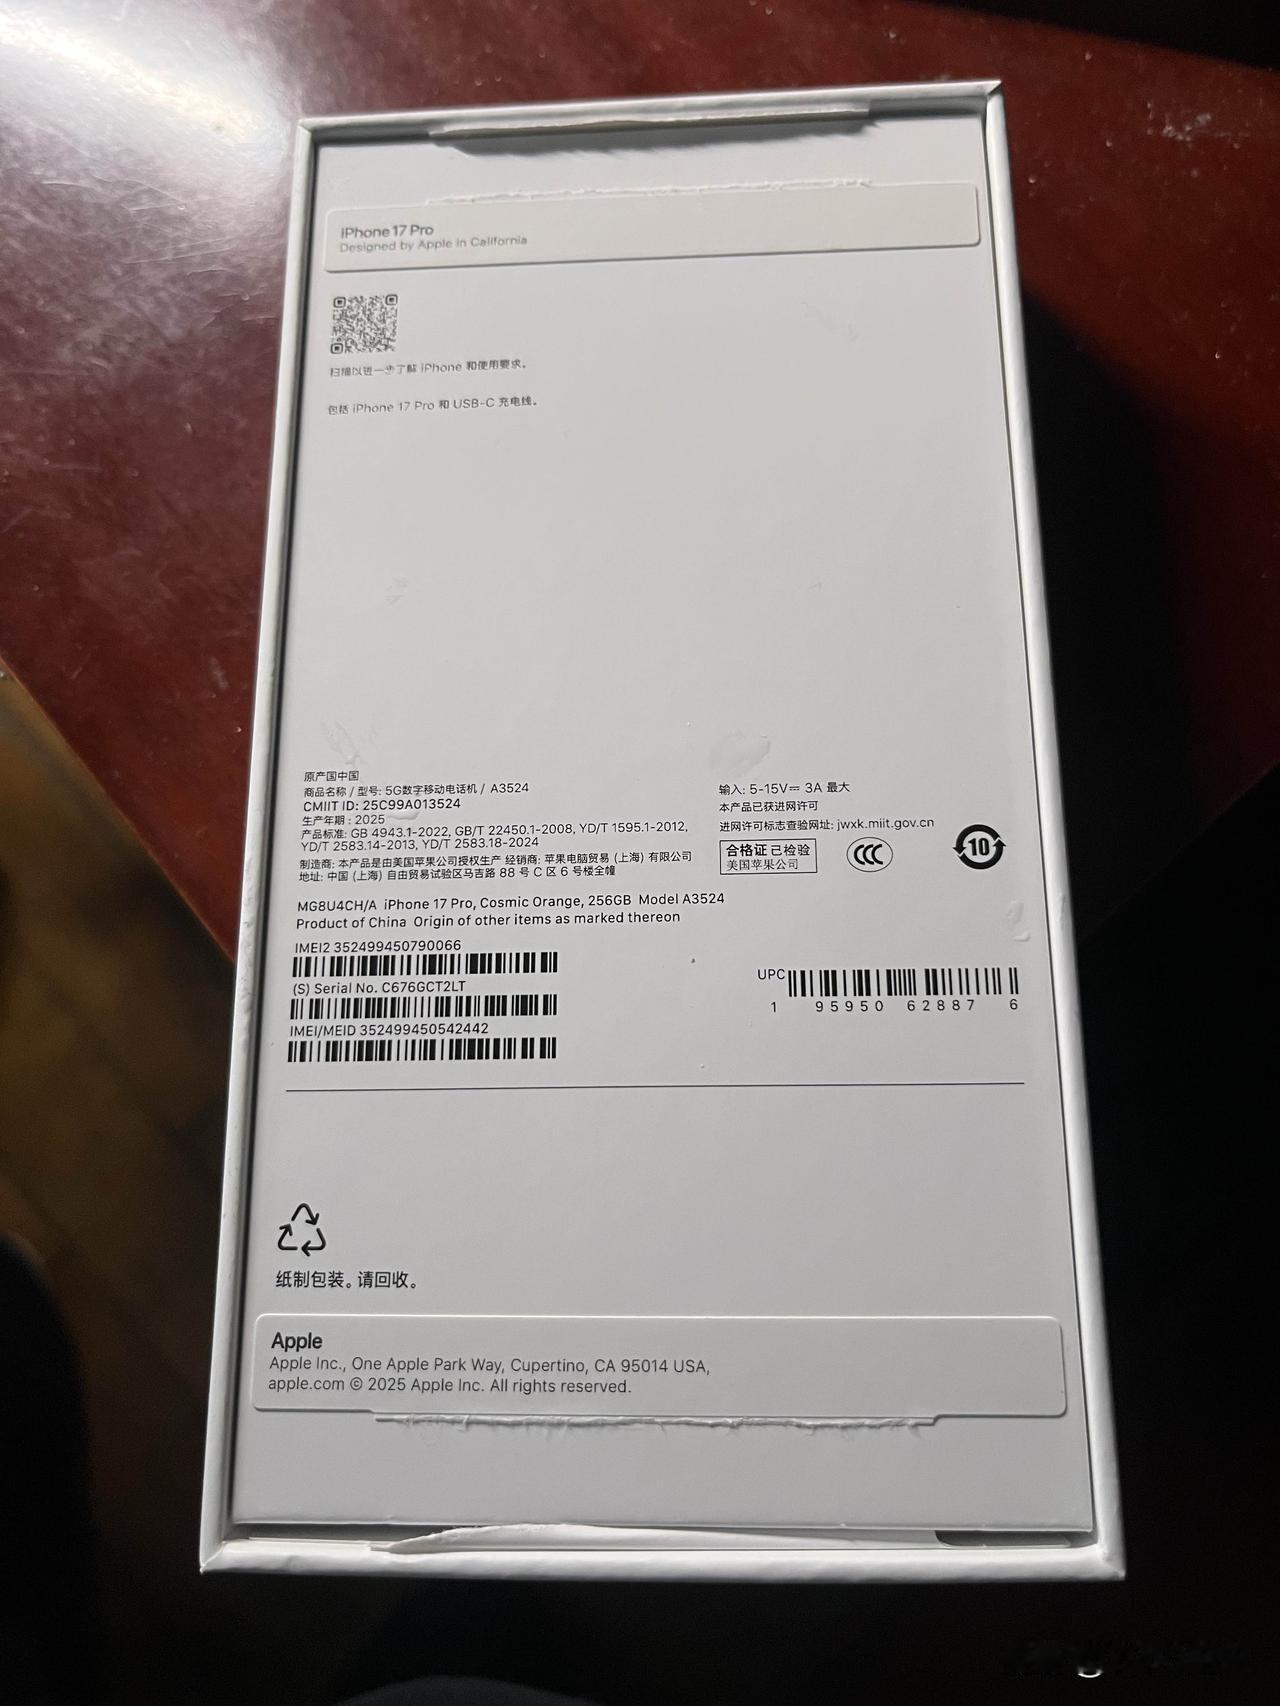 iPhone 17 Pro
Designed by Apple in California
扫描以进一步了解 iPhone 和使用要求。
包括 iPhone 17 Pro 和 USB-C 充电线。
原产国中国
商品名称 / 型号: 5G数字移动电话机 / A3524
CMIIT ID: 25C99A013524
生产年期 : 2025
产品标准: GB 4943.1-2022, GB/T 22450.1-2008, YD/T 1595.1-2012,
YD/T 2583.14-2013, YD/T 2583.18-2024
制造商: 本产品是由美国苹果公司授权生产 经销商: 苹果电脑贸易 (上海) 有限公司
地址: 中国 (上海) 自由贸易试验区马吉路 88 号 C 区 6 号楼全幢
输入: 5-15V⎓ 3A 最大
本产品已获进网许可
进网许可标志查验网址: jwxk.miit.gov.cn
合格证 已检验
美国苹果公司
CCC
10
MG8U4CH/A iPhone 17 Pro, Cosmic Orange, 256GB Model A3524
Product of China Origin of other items as marked thereon
IMEI2 352499450790066
(S) Serial No. C676GCT2LT
IMEI/MEID 352499450542442
UPC
1 95950 62887 6
纸制包装。请回收。
Apple
Apple Inc., One Apple Park Way, Cupertino, CA 95014 USA,
apple.com © 2025 Apple Inc. All rights reserved.